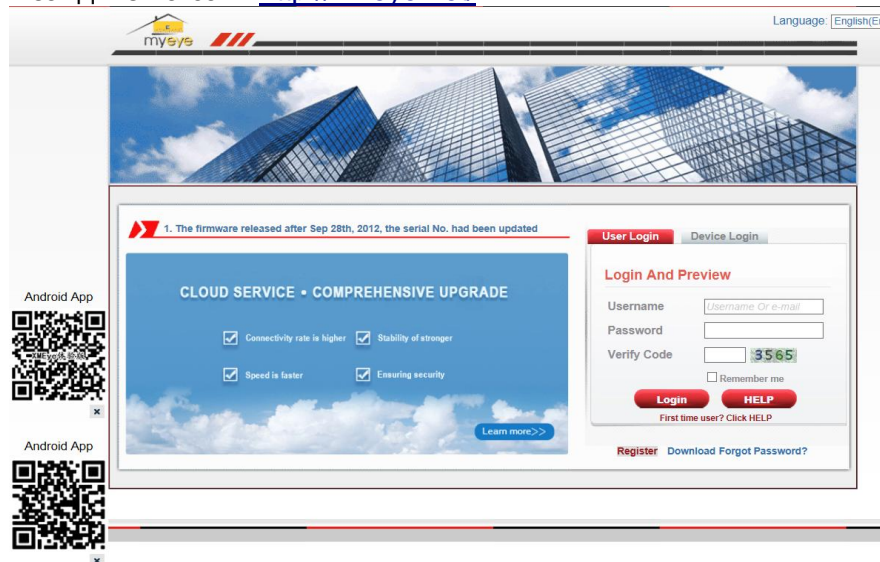 Language: English(En
myeye
1. The firmware released after Sep 28th, 2012, the serial No. had been updated
User Login Device Login
CLOUD SERVICE • COMPREHENSIVE UPGRADE
Connectivity rate is higher Stability of stronger
Speed is faster Ensuring security
Learn more>>
Login And Preview
Username Username Or e-mail
Password
Verify Code 3565
Remember me
Login HELP
First time user? Click HELP
Register Download Forgot Password?
Android App
Android App